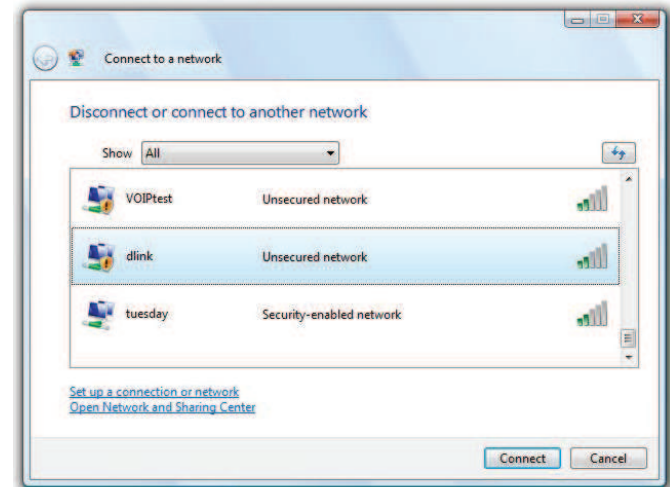 Connect to a network
Disconnect or connect to another network
Show All
VOIPtest Unsecured network
dlink Unsecured network
tuesday Security-enabled network
Set up a connection or network
Open Network and Sharing Center
Connect Cancel